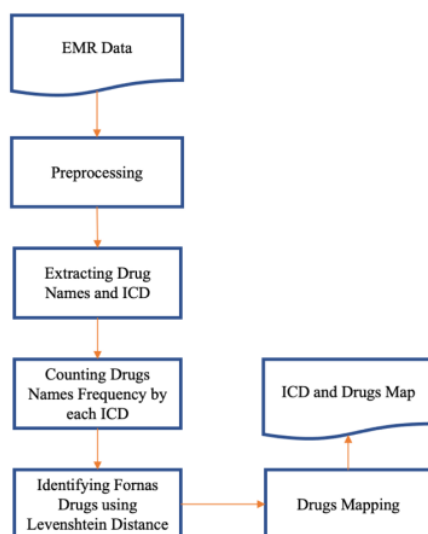 EMR Data
Preprocessing
Extracting Drug
Names and ICD
Counting Drugs
Names Frequency by
each ICD
Identifying Fornas
Drugs using
Levenshtein Distance
Drugs Mapping
ICD and Drugs Map